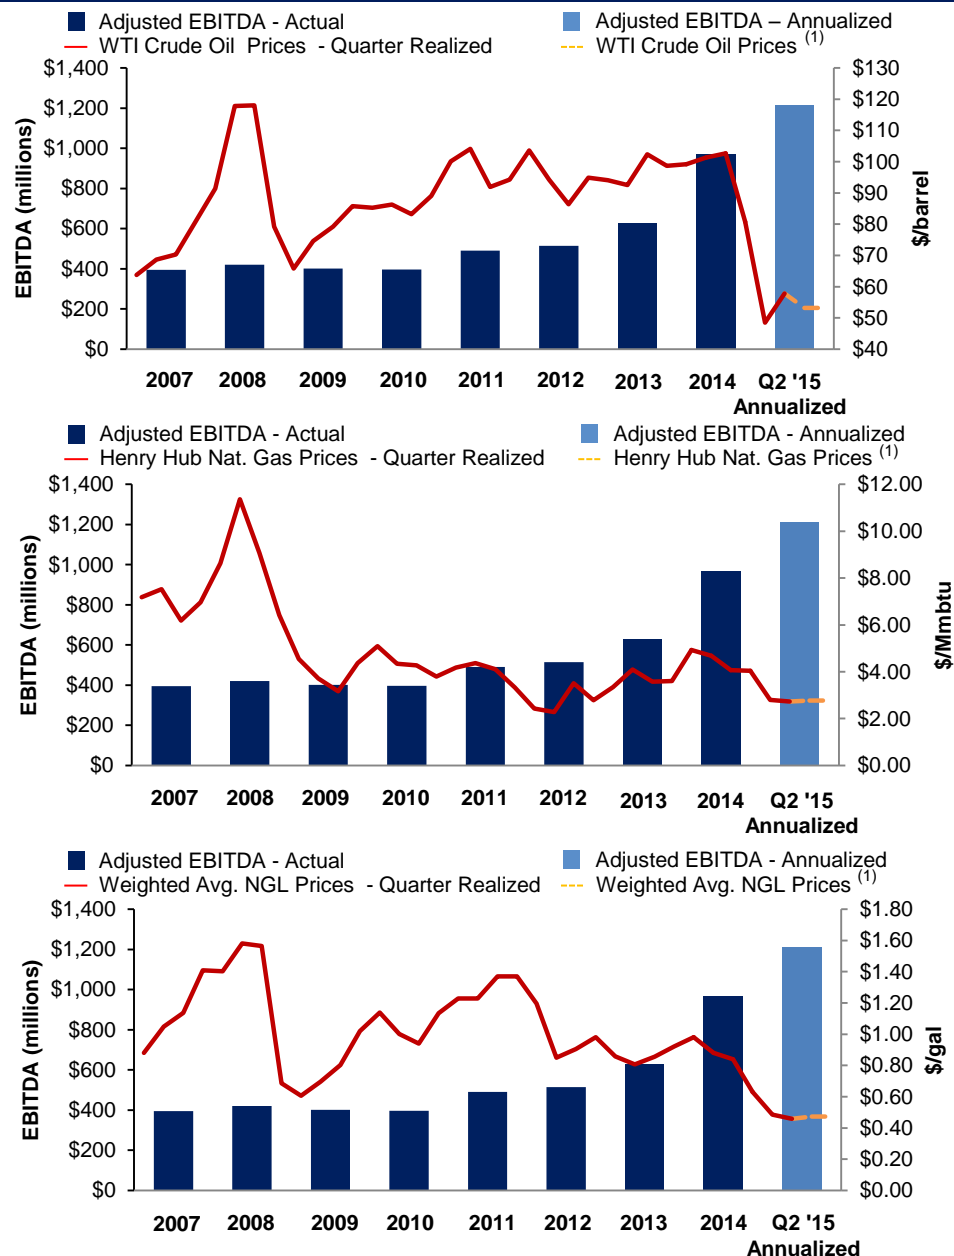 Adjusted EBITDA - Actual Adjusted EBITDA – Annualized
WTI Crude Oil Prices - Quarter Realized WTI Crude Oil Prices (1)
$1,400 $130
$1,200 $120
$1,000 $110
$800 $100
$600 $90
$400 $80
$200 $70
$0 $60
$50
$40
EBITDA (millions)
$/barrel
2007 2008 2009 2010 2011 2012 2013 2014 Q2 '15
Annualized
Adjusted EBITDA - Actual Adjusted EBITDA - Annualized
Henry Hub Nat. Gas Prices - Quarter Realized Henry Hub Nat. Gas Prices (1)
$1,400 $12.00
$1,200 $10.00
$1,000 $8.00
$800 $6.00
$600 $4.00
$400 $2.00
$200 $0.00
$0
EBITDA (millions)
$/Mmbtu
2007 2008 2009 2010 2011 2012 2013 2014 Q2 '15
Annualized
Adjusted EBITDA - Actual Adjusted EBITDA - Annualized
Weighted Avg. NGL Prices - Quarter Realized Weighted Avg. NGL Prices (1)
$1,400 $1.80
$1,200 $1.60
$1,000 $1.40
$800 $1.20
$600 $1.00
$400 $0.80
$200 $0.60
$0 $0.40
$0.20
$0.00
EBITDA (millions)
$/gal
2007 2008 2009 2010 2011 2012 2013 2014 Q2 '15
Annualized